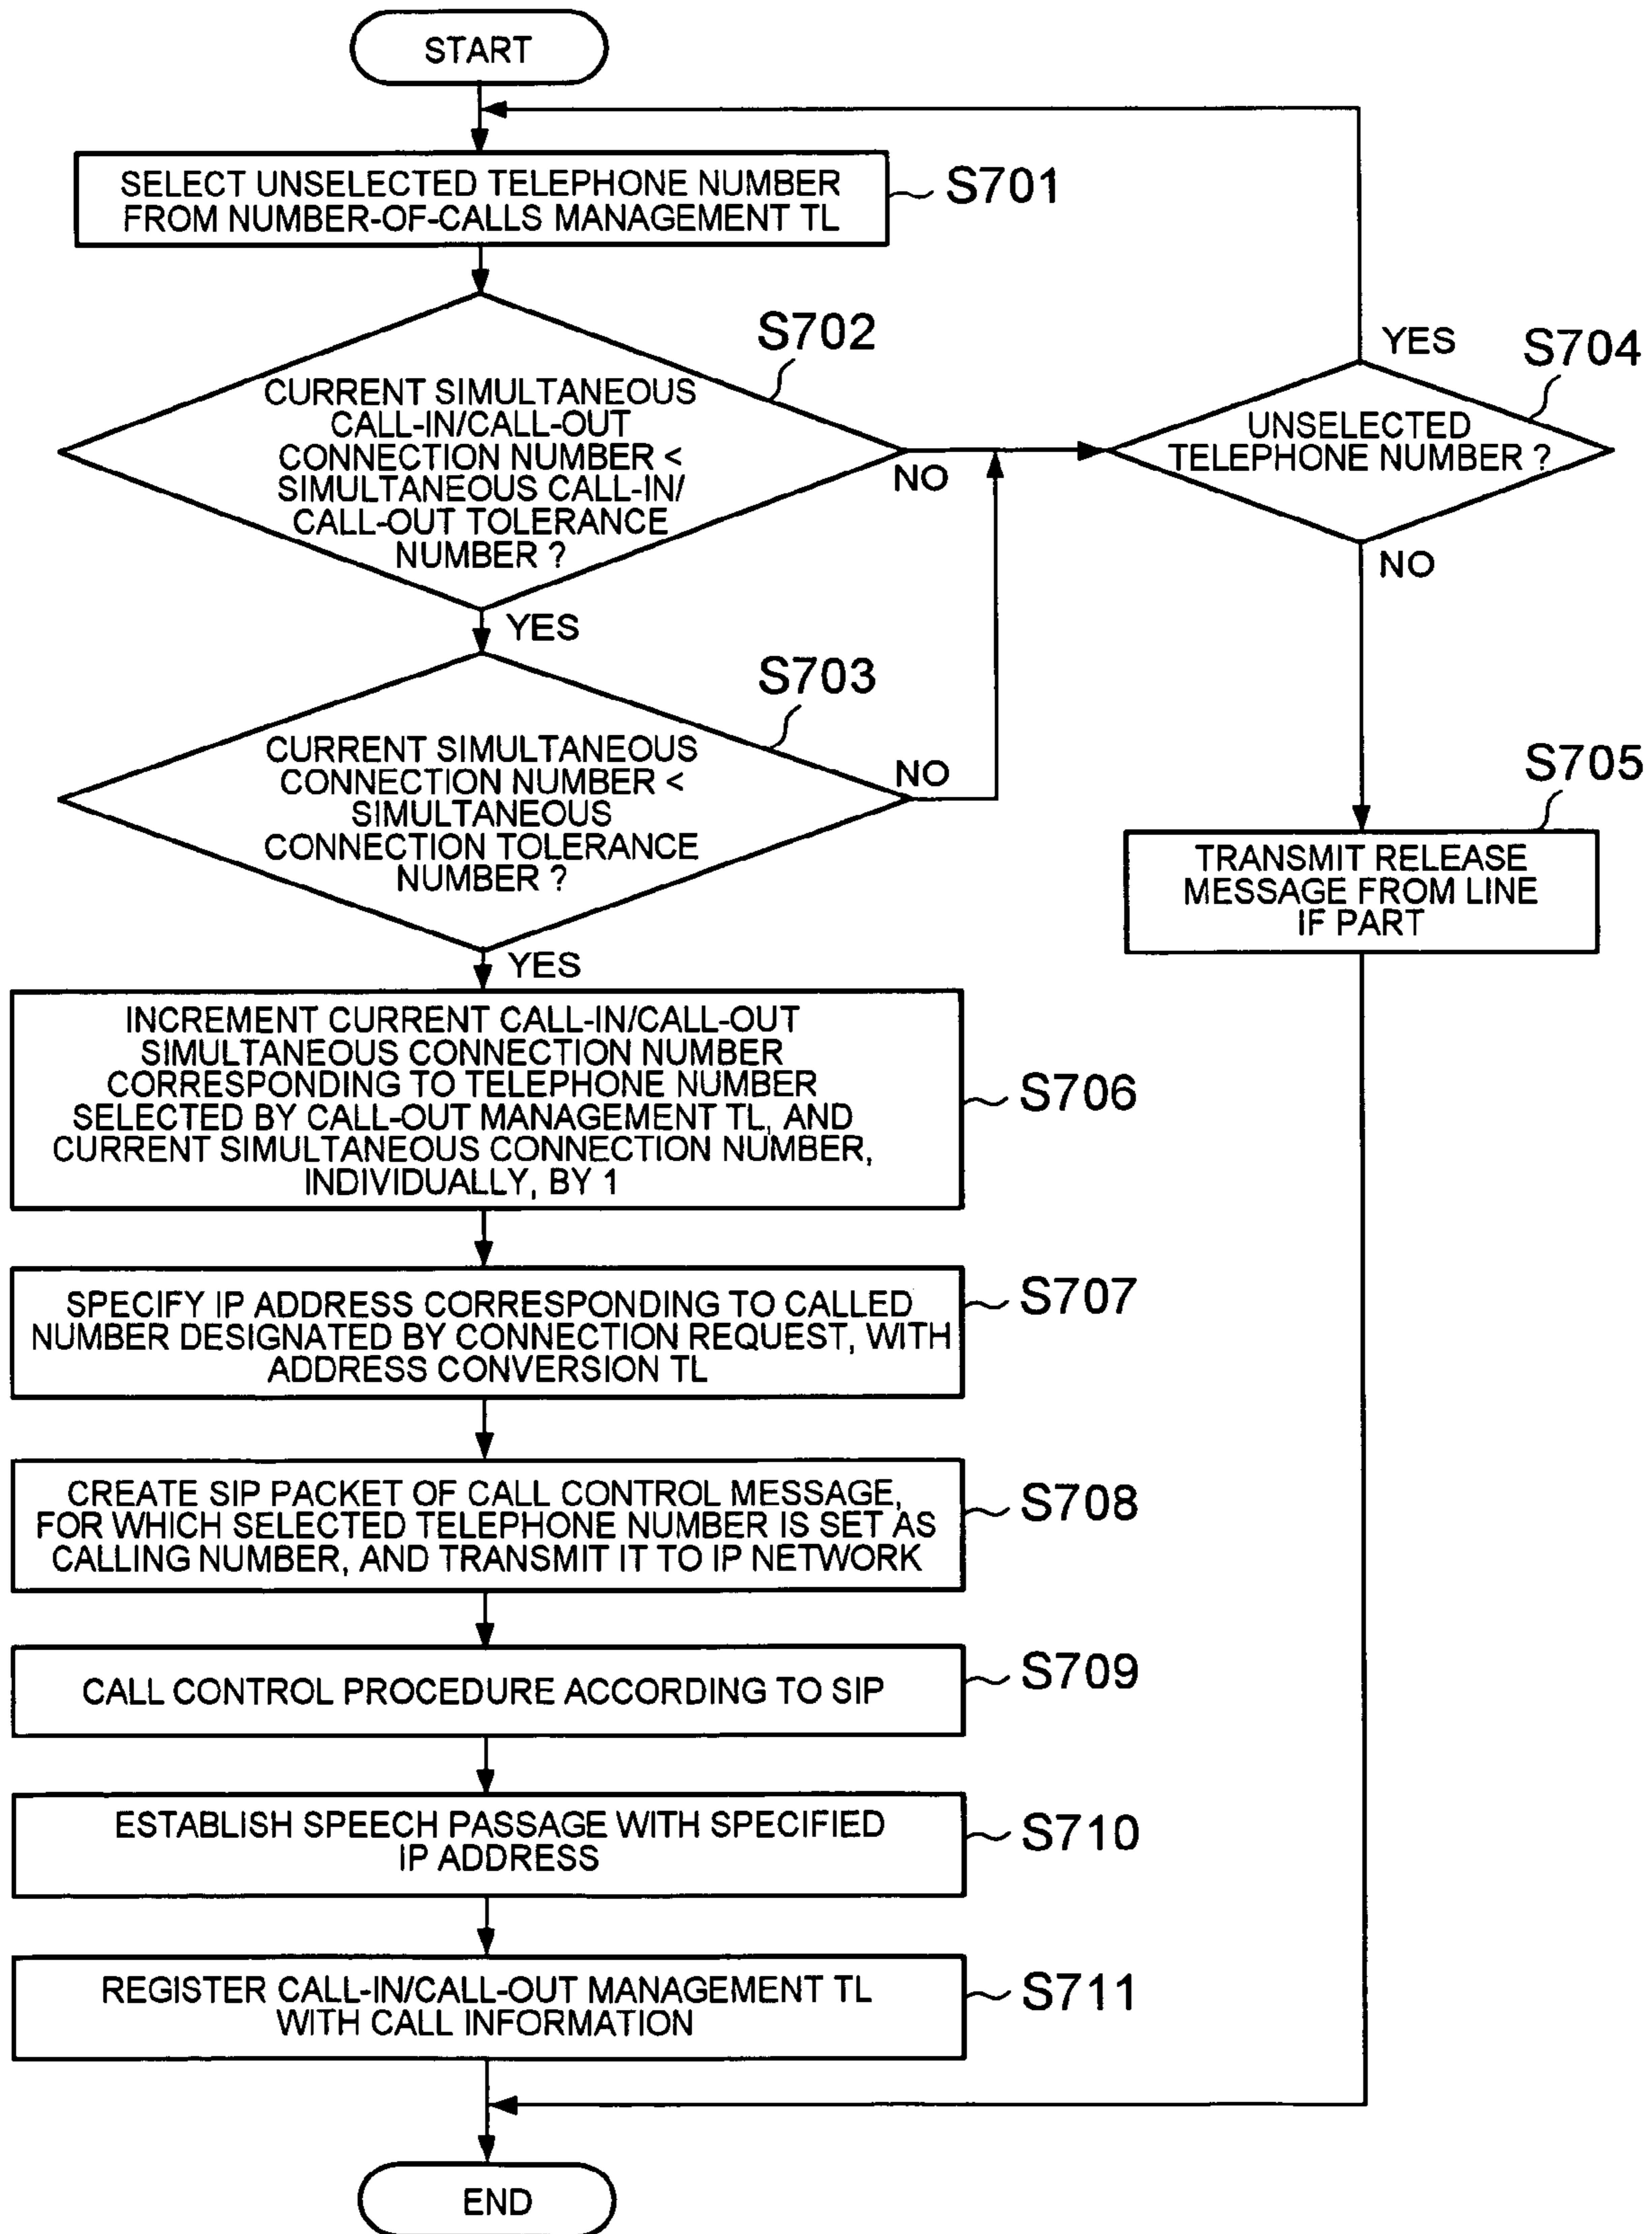 START
SELECT UNSELECTED TELEPHONE NUMBER
FROM NUMBER-OF-CALLS MANAGEMENT TL
S701
S702
CURRENT SIMULTANEOUS
CALL-IN/CALL-OUT
CONNECTION NUMBER <
SIMULTANEOUS CALL-IN/
CALL-OUT TOLERANCE
NUMBER ?
NO
YES
YES
S704
UNSELECTED
TELEPHONE NUMBER ?
NO
S703
CURRENT SIMULTANEOUS
CONNECTION NUMBER <
SIMULTANEOUS
CONNECTION TOLERANCE
NUMBER ?
NO
YES
S705
TRANSMIT RELEASE
MESSAGE FROM LINE
IF PART
INCREMENT CURRENT CALL-IN/CALL-OUT
SIMULTANEOUS CONNECTION NUMBER
CORRESPONDING TO TELEPHONE NUMBER
SELECTED BY CALL-OUT MANAGEMENT TL, AND
CURRENT SIMULTANEOUS CONNECTION NUMBER,
INDIVIDUALLY, BY 1
S706
SPECIFY IP ADDRESS CORRESPONDING TO CALLED
NUMBER DESIGNATED BY CONNECTION REQUEST, WITH
ADDRESS CONVERSION TL
S707
CREATE SIP PACKET OF CALL CONTROL MESSAGE,
FOR WHICH SELECTED TELEPHONE NUMBER IS SET AS
CALLING NUMBER, AND TRANSMIT IT TO IP NETWORK
S708
CALL CONTROL PROCEDURE ACCORDING TO SIP
S709
ESTABLISH SPEECH PASSAGE WITH SPECIFIED
IP ADDRESS
S710
REGISTER CALL-IN/CALL-OUT MANAGEMENT TL
WITH CALL INFORMATION
S711
END